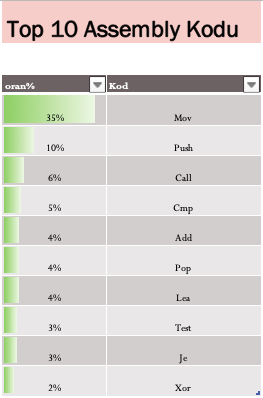 Top 10 Assembly Kodu
oran% Kod
35% Mov
10% Push
6% Call
5% Cmp
4% Add
4% Pop
4% Lea
3% Test
3% Je
2% Xor